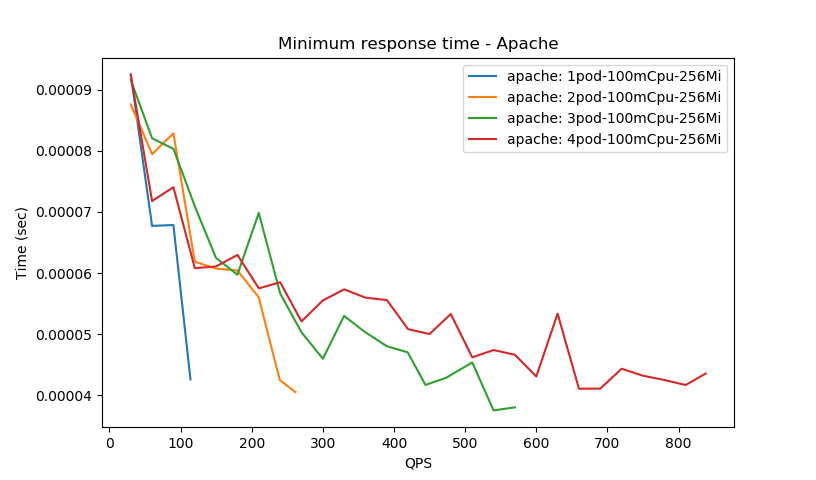 Minimum response time - Apache
apache: 1pod-100mCpu-256Mi
apache: 2pod-100mCpu-256Mi
apache: 3pod-100mCpu-256Mi
apache: 4pod-100mCpu-256Mi
Time (sec)
0.00009
0.00008
0.00007
0.00006
0.00005
0.00004
0 100 200 300 400 500 600 700 800
QPS